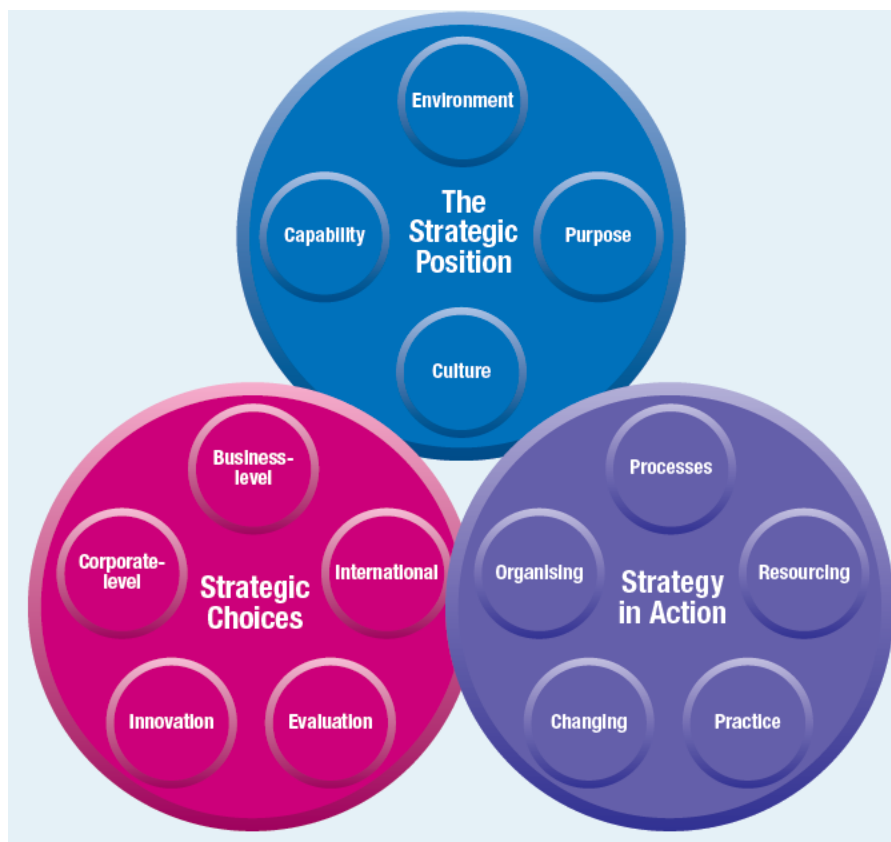 Environment
The
Strategic
Position
Capability
Purpose
Culture
Business-
level
Corporate-
level
International
Strategic
Choices
Innovation
Evaluation
Processes
Organising
Resourcing
Strategy
in Action
Changing
Practice